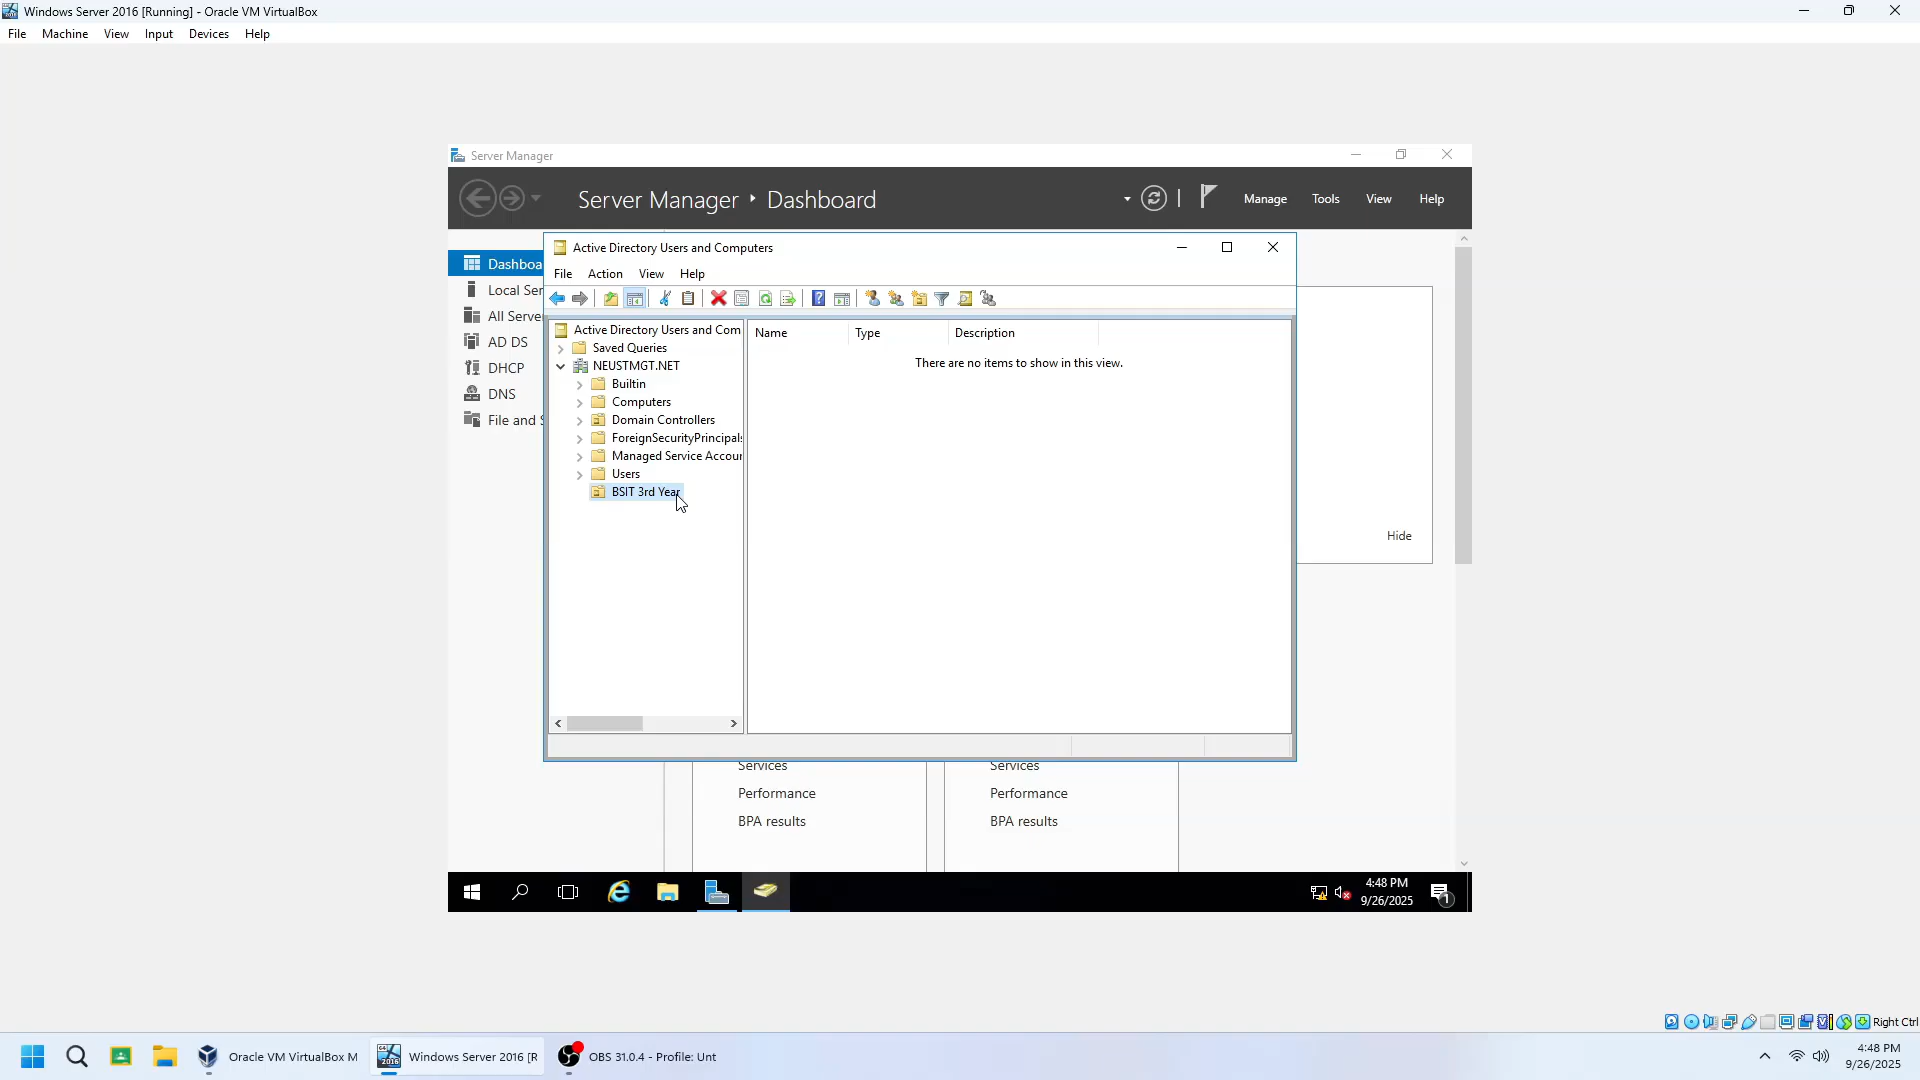 Windows Server 2016 [Running] - Oracle VM VirtualBox
File Machine View Input Devices Help
Server Manager
Server Manager Dashboard
Manage Tools View Help
Active Directory Users and Computers
File Action View Help
Dashboa
Local Ser
All Server
AD DS
DHCP
DNS
File and S
Active Directory Users and Com
Saved Queries
NEUSTMGT.NET
Builtin
Computers
Domain Controllers
ForeignSecurityPrincipals
Managed Service Accour
Users
BSIT 3rd Year
Name Type Description
There are no items to show in this view.
Hide
Services Services
Performance Performance
BPA results BPA results
4:48 PM
9/26/2025
1
Right Ctrl
Oracle VM VirtualBox M
2016
Windows Server 2016 [R
OBS 31.0.4 - Profile: Unt
4:48 PM
9/26/2025